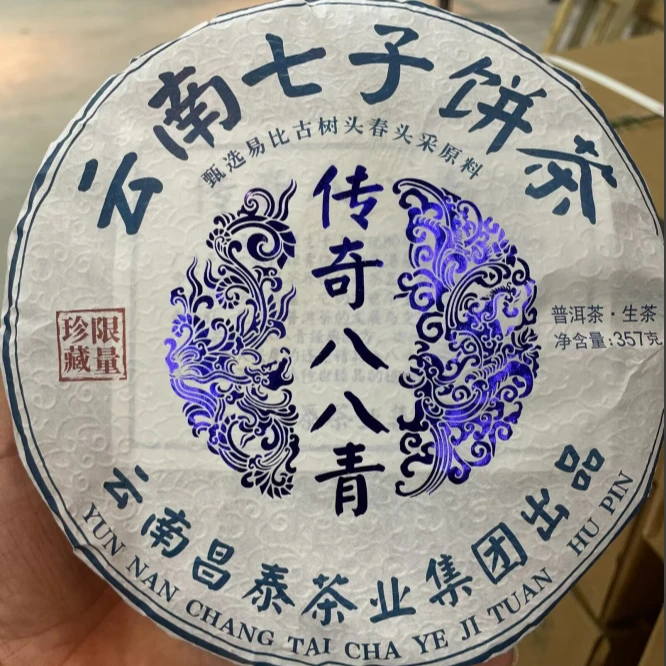 云南七子饼茶
甄选易比古树头春头采原料
传奇八八青
限量
珍藏
普洱茶·生茶
净含量:357克
云南昌泰茶业集团出品
YUN NAN CHANG TAI CHA YE JI TUAN HU PIN